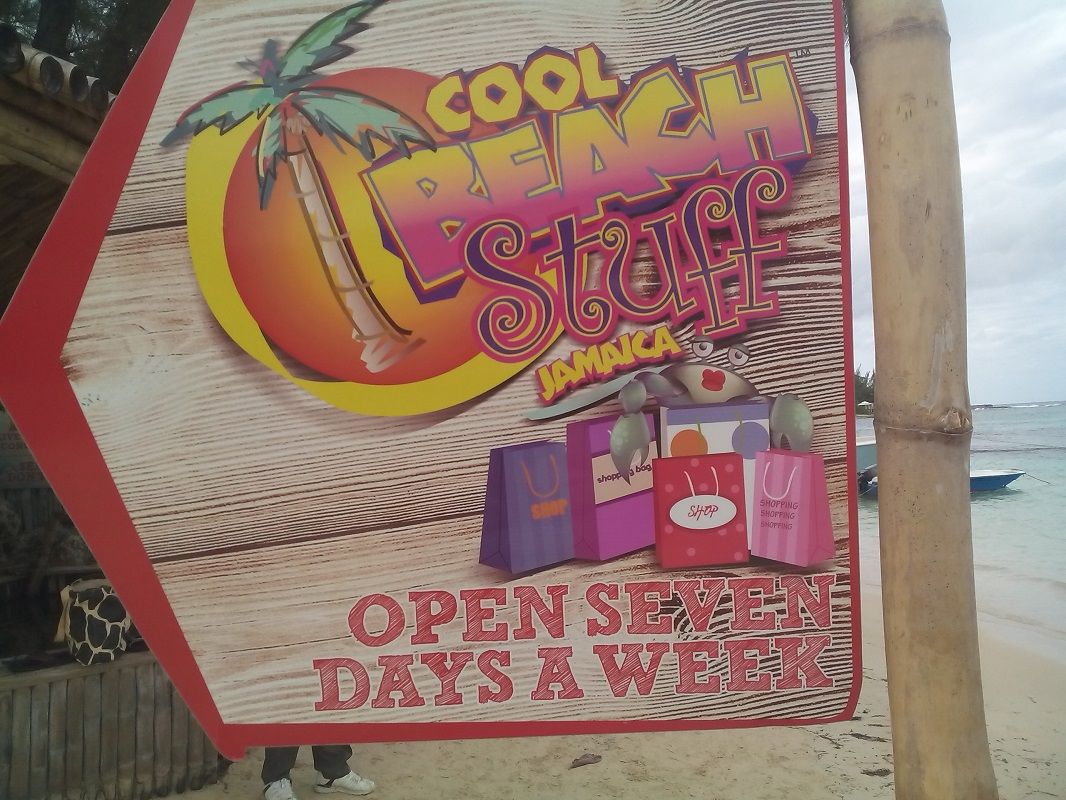 COOL
BEACH
Stuff
JAMAICA
shopping bag
SHOP
SHOP
SHOPPING
SHOPPING
SHOPPING
OPEN SEVEN
DAYS A WEEK